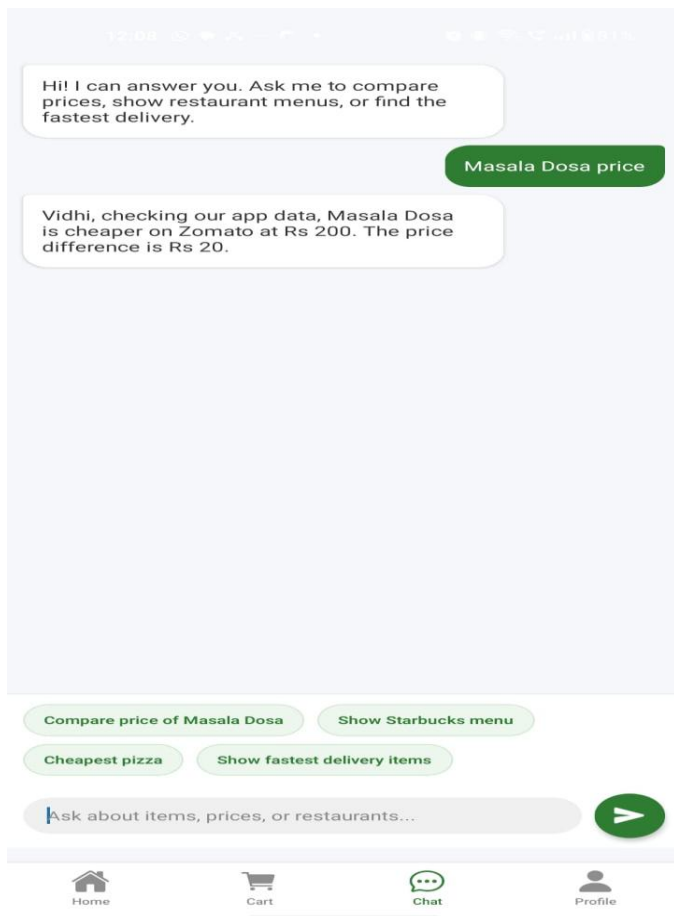 12:08
81%
Hi! I can answer you. Ask me to compare
prices, show restaurant menus, or find the
fastest delivery.
Masala Dosa price
Vidhi, checking our app data, Masala Dosa
is cheaper on Zomato at Rs 200. The price
difference is Rs 20.
Compare price of Masala Dosa
Show Starbucks menu
Cheapest pizza
Show fastest delivery items
Ask about items, prices, or restaurants...
Home
Cart
Chat
Profile